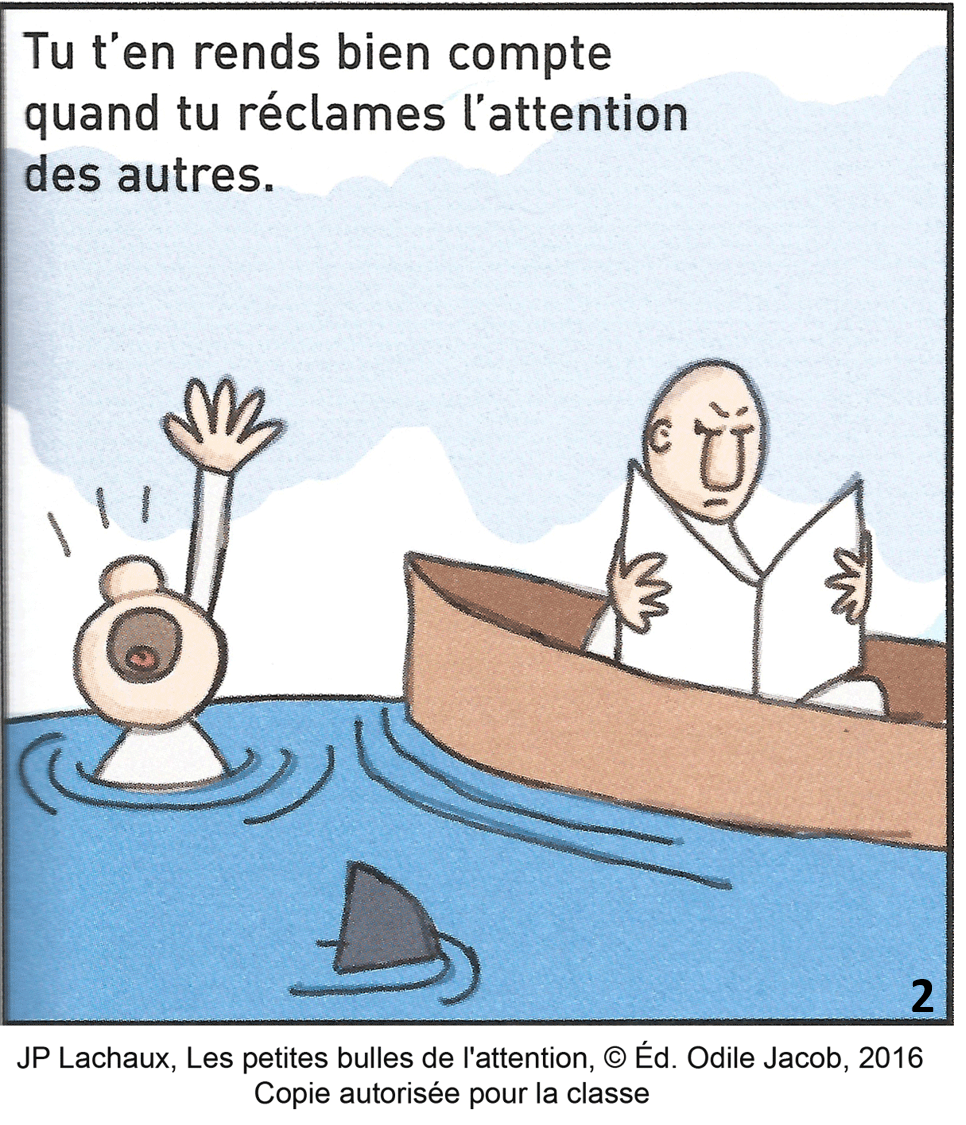 Tu t'en rends bien compte
quand tu réclames l'attention
des autres.
2
JP Lachaux, Les petites bulles de l'attention, © Éd. Odile Jacob, 2016
Copie autorisée pour la classe